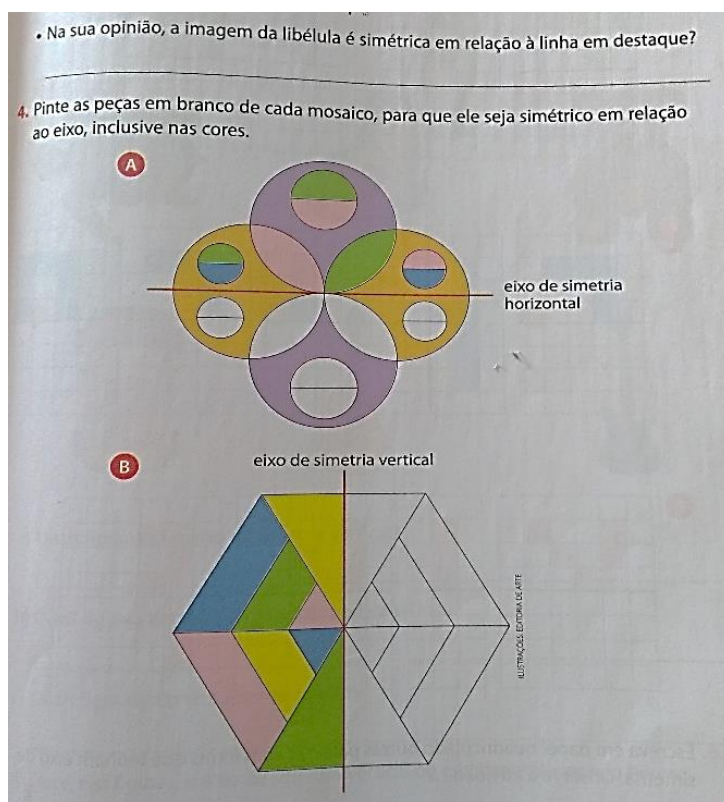 • Na sua opinião, a imagem da libélula é simétrica em relação à linha em destaque?
4. Pinte as peças em branco de cada mosaico, para que ele seja simétrico em relação
ao eixo, inclusive nas cores.
A
eixo de simetria
horizontal
B
eixo de simetria vertical
ILUSTRAÇÕES: EDITORIA DE ARTE